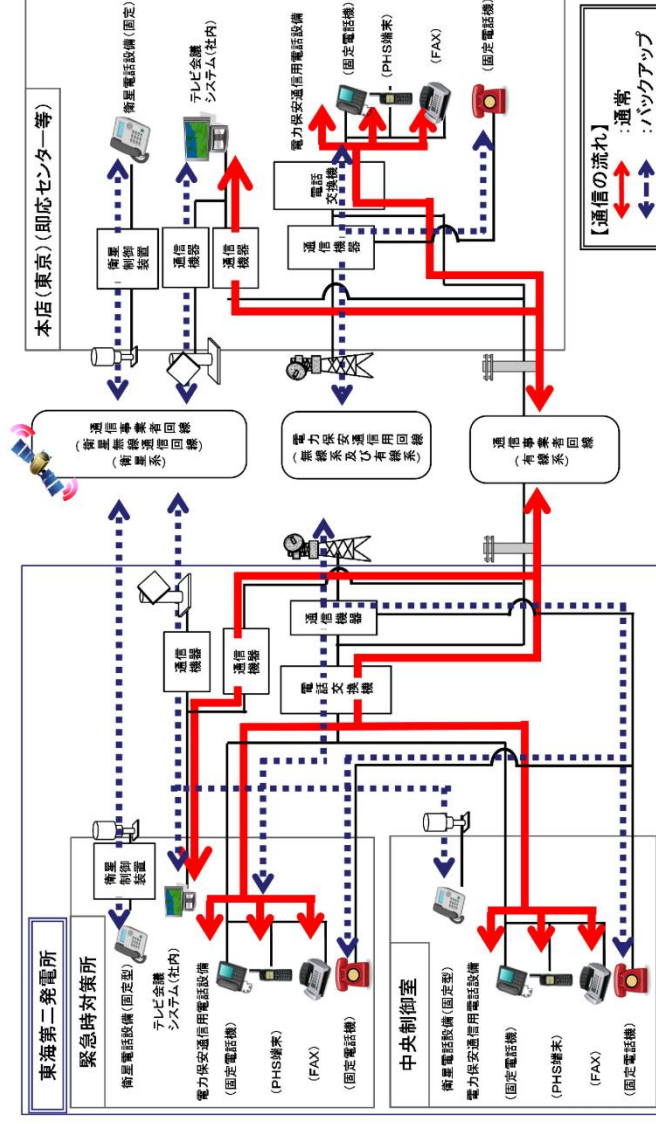 東海第二発電所
緊急時対策所
衛星電話設備(固定型)
衛星
制御
装置
テレビ会議
システム(社内)
電力保安通信用電話設備
(固定電話機)
(PHS端末)
(FAX)
(固定電話機)
中央制御室
衛星電話設備(固定型)
電力保安通信用電話設備
(固定電話機)
(PHS端末)
(FAX)
(固定電話機)
通信
機器
通信
機器
電話
交換
機
通信
機器
通信事業者回線
(衛星無線通信回線)
(衛星系)
電力保安通信用回線
(無線系及び有線系)
通信事業者回線
(有線系)
本店(東京)(即応センター等)
衛星
制御
装置
通信
機器
通信
機器
通信
機器
電話
交換機
衛星電話設備(固定)
テレビ会議
システム(社内)
電力保安通信用電話設備
(固定電話機)
(PHS端末)
(FAX)
(固定電話機)
【通信の流れ】
:通常
:バックアップ